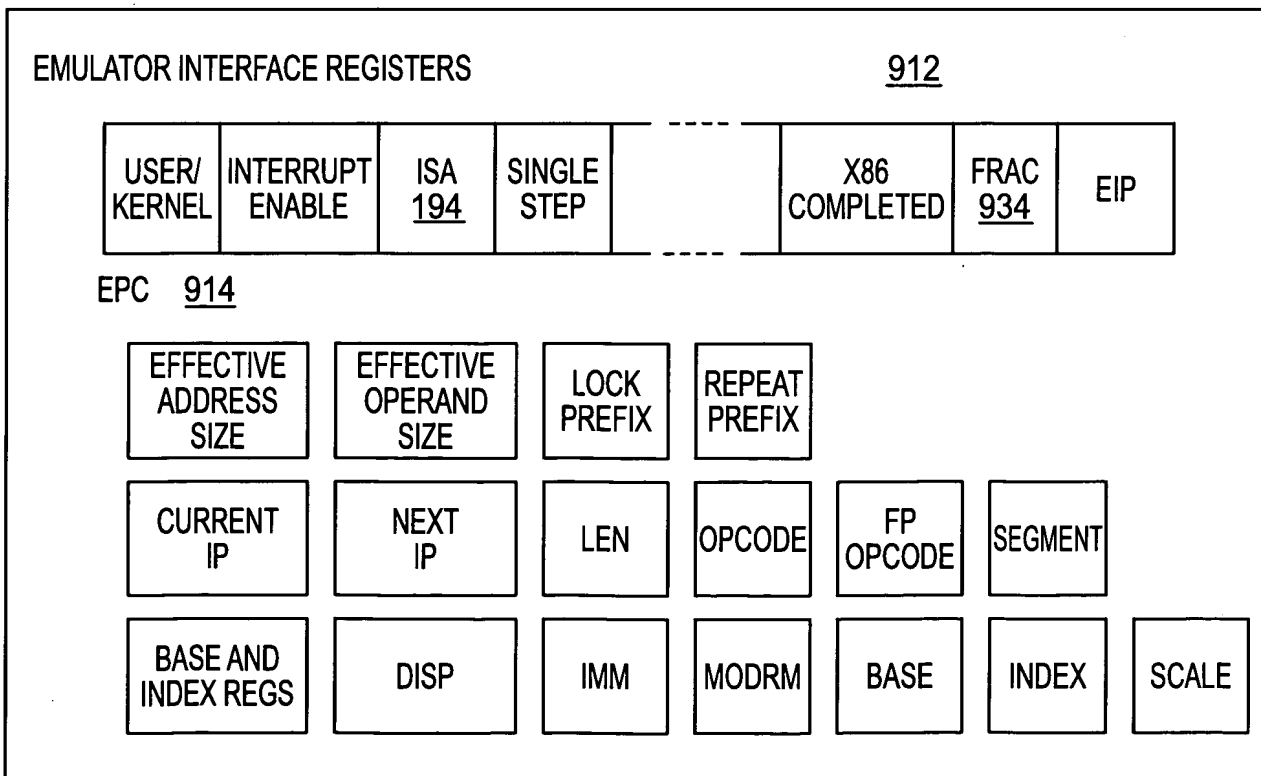 EMULATOR INTERFACE REGISTERS 912
USER/ KERNEL
INTERRUPT ENABLE
ISA 194
SINGLE STEP
X86 COMPLETED
FRAC 934
EIP
EPC 914
EFFECTIVE ADDRESS SIZE
EFFECTIVE OPERAND SIZE
LOCK PREFIX
REPEAT PREFIX
CURRENT IP
NEXT IP
LEN
OPCODE
FP OPCODE
SEGMENT
BASE AND INDEX REGS
DISP
IMM
MODRM
BASE
INDEX
SCALE